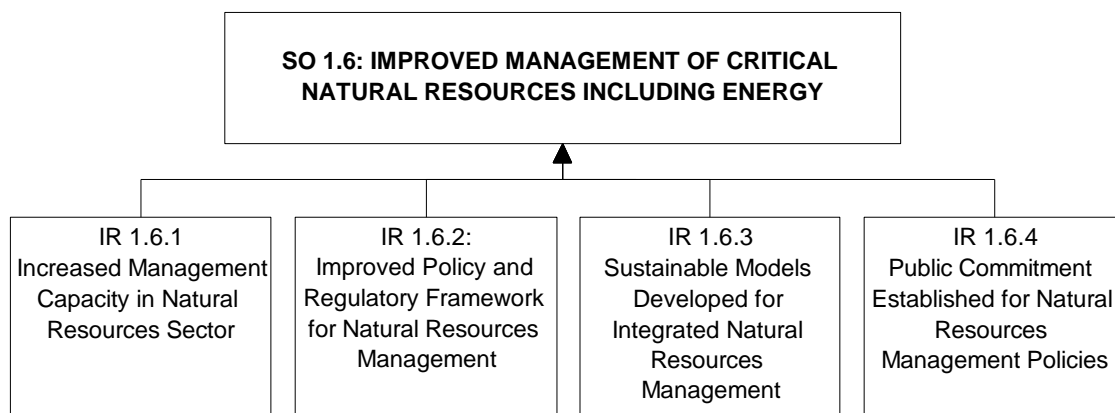 SO 1.6: IMPROVED MANAGEMENT OF CRITICAL
NATURAL RESOURCES INCLUDING ENERGY
IR 1.6.1
Increased Management
Capacity in Natural
Resources Sector
IR 1.6.2:
Improved Policy and
Regulatory Framework
for Natural Resources
Management
IR 1.6.3
Sustainable Models
Developed for
Integrated Natural
Resources
Management
IR 1.6.4
Public Commitment
Established for Natural
Resources
Management Policies